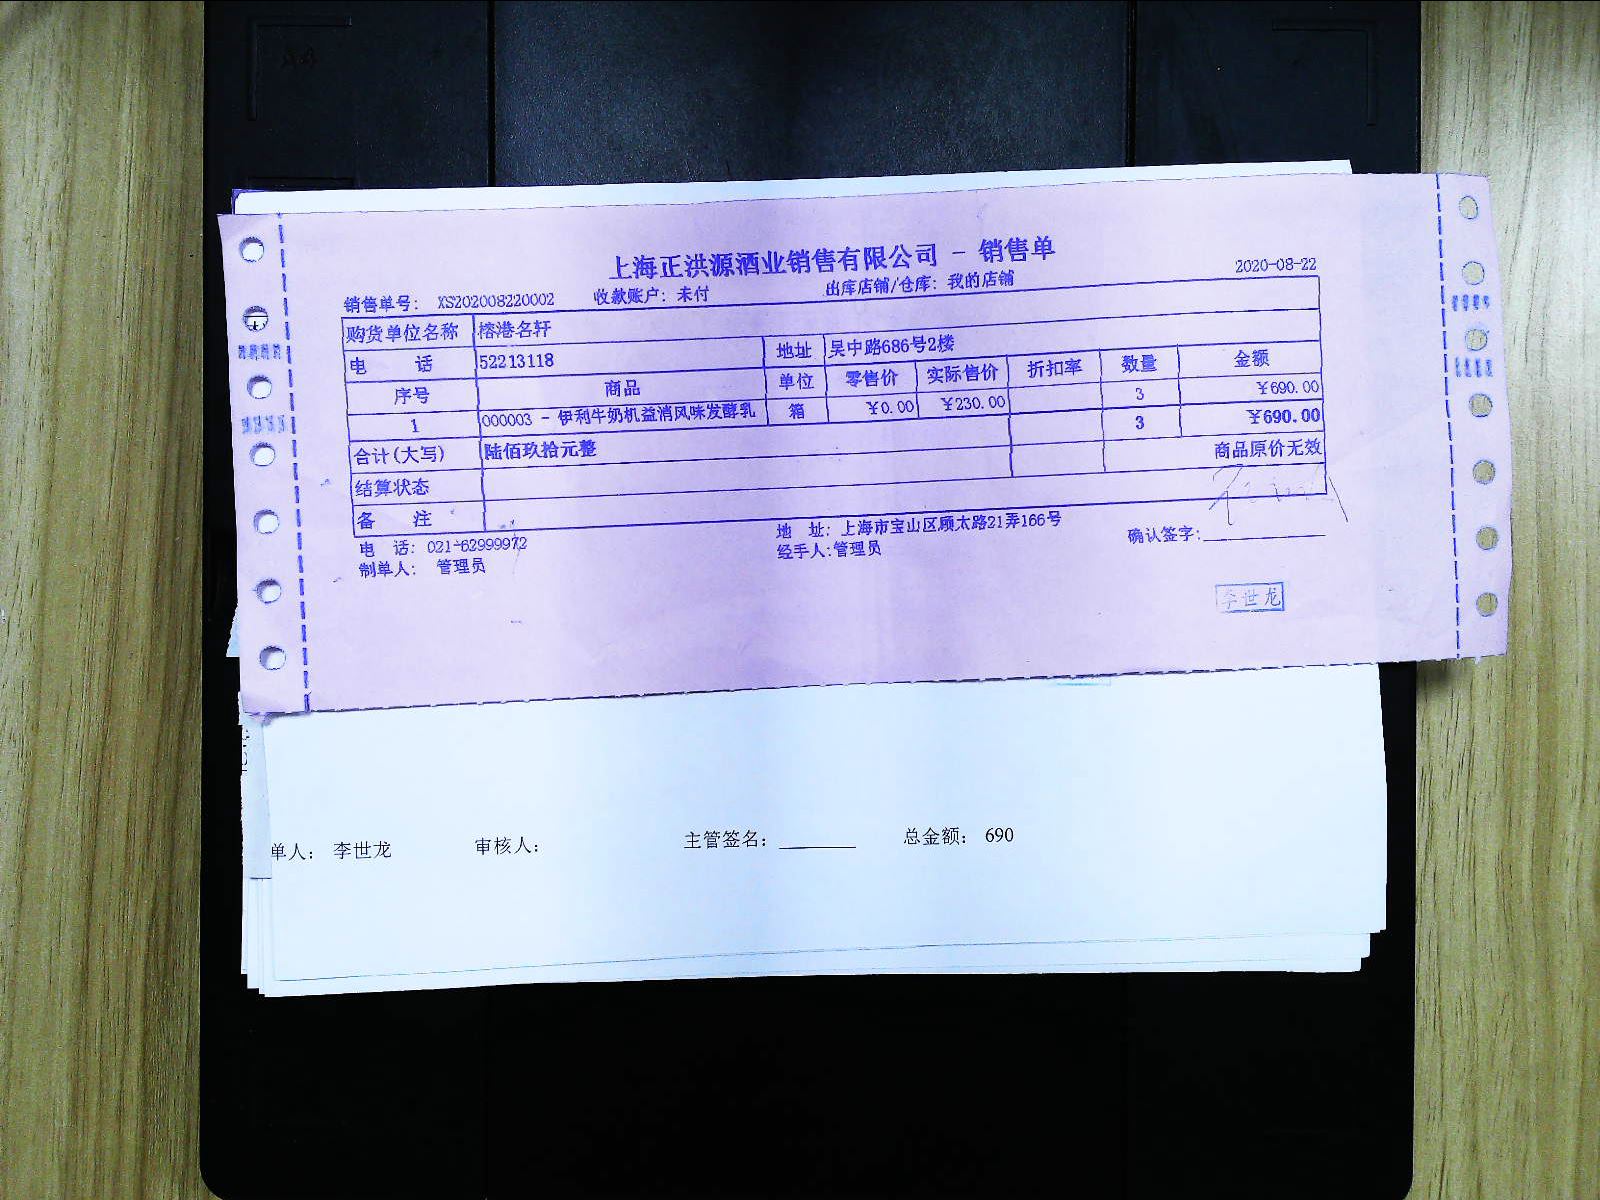 上海正洪源酒业销售有限公司 - 销售单
销售单号: XS202008220002 收款账户: 未付 出库店铺/仓库: 我的店铺 2020-08-22
购货单位名称 榕港名轩
电 话 52213118 地址 吴中路686号2楼
序号 商品 单位 零售价 实际售价 折扣率 数量 金额
1 000003 - 伊利牛奶机益消风味发酵乳 箱 ¥0.00 ¥230.00 3 ¥690.00
合计(大写) 陆佰玖拾元整 3 ¥690.00
结算状态 商品原价无效
备 注
电 话: 021-62999972 地 址: 上海市宝山区顾太路21弄166号 确认签字:
制单人: 管理员 经手人:管理员
李世龙
单人: 李世龙 审核人: 主管签名: 总金额: 690